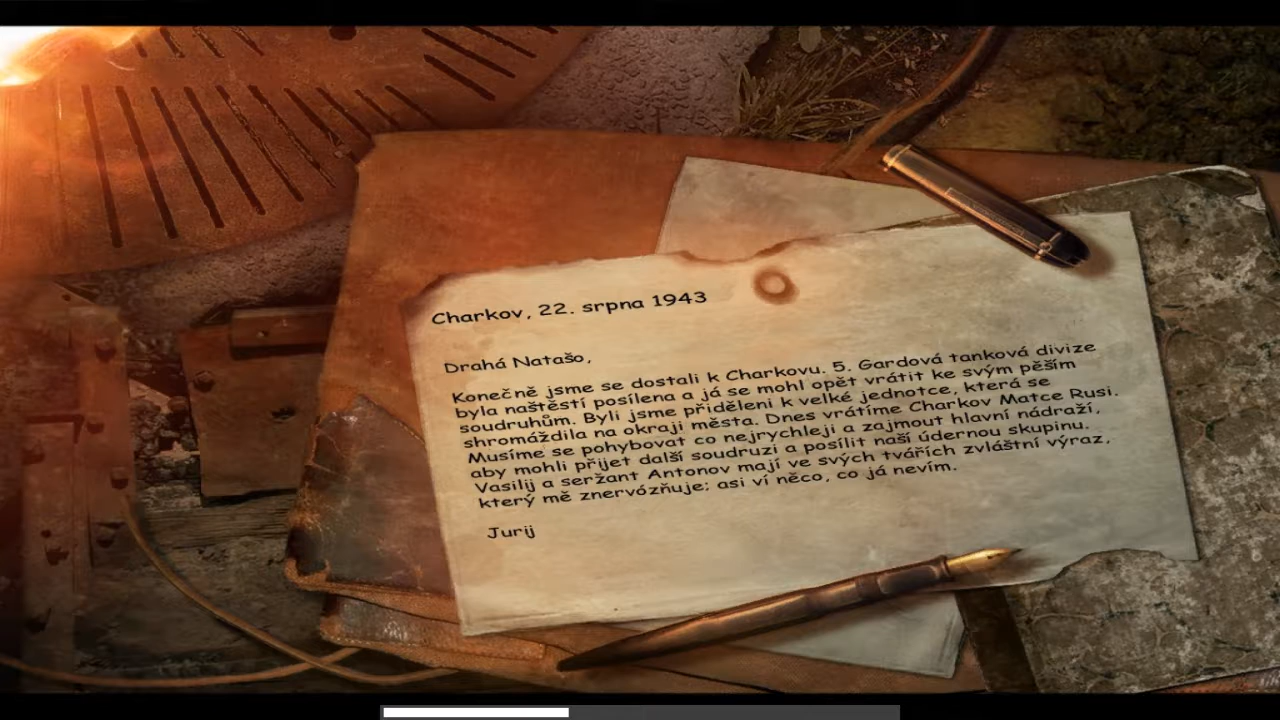 Charkov, 22. srpna 1943
Drahá Natašo,
Konečně jsme se dostali k Charkovu. 5. Gardová tanková divize
byla naštěstí posílena a já se mohl opět vrátit ke svým pěším
soudruhům. Byli jsme přiděleni k velké jednotce, která se
shromáždila na okraji města. Dnes vrátíme Charkov Matce Rusi.
Musíme se pohybovat co nejrychleji a zajmout hlavní nádraží,
aby mohli přijet další soudruzi a posílit naší údernou skupinu.
Vasilij a seržant Antonov mají ve svých tvářích zvláštní výraz,
který mě znervózňuje; asi ví něco, co já nevím.
Jurij